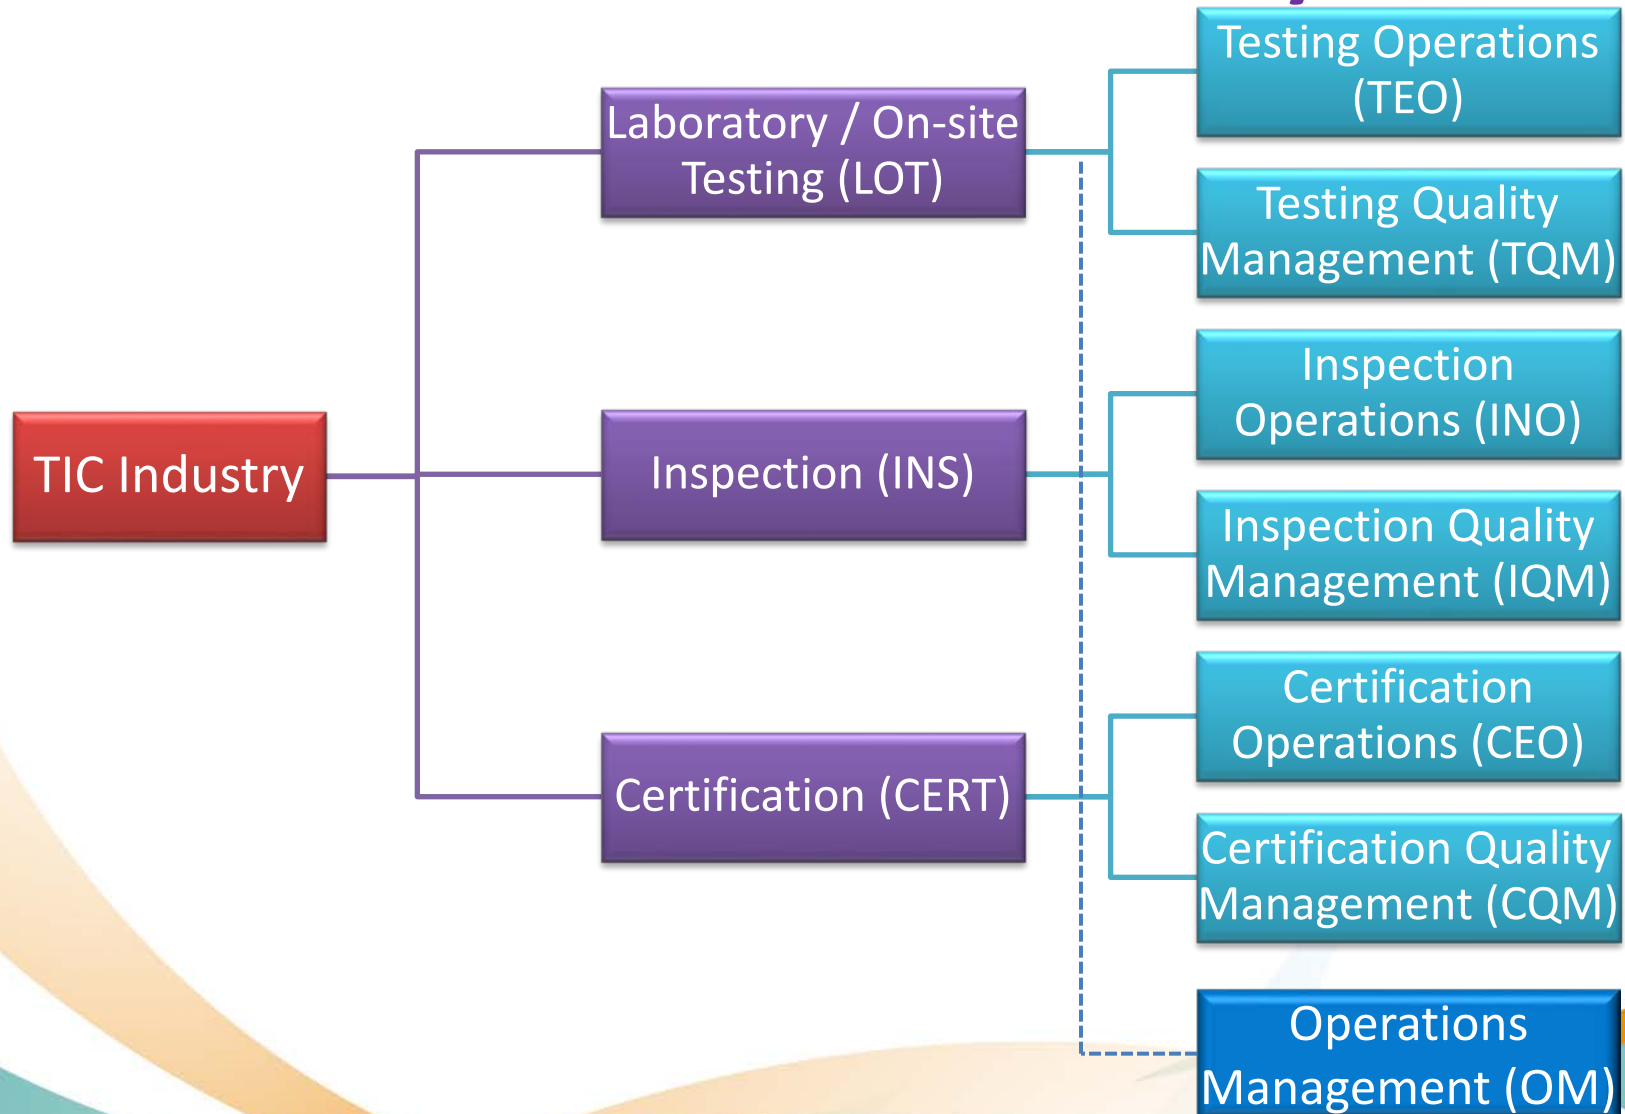 TIC Industry
Laboratory / On-site
Testing (LOT)
Inspection (INS)
Certification (CERT)
Testing Operations
(TEO)
Testing Quality
Management (TQM)
Inspection
Operations (INO)
Inspection Quality
Management (IQM)
Certification
Operations (CEO)
Certification Quality
Management (CQM)
Operations
Management (OM)